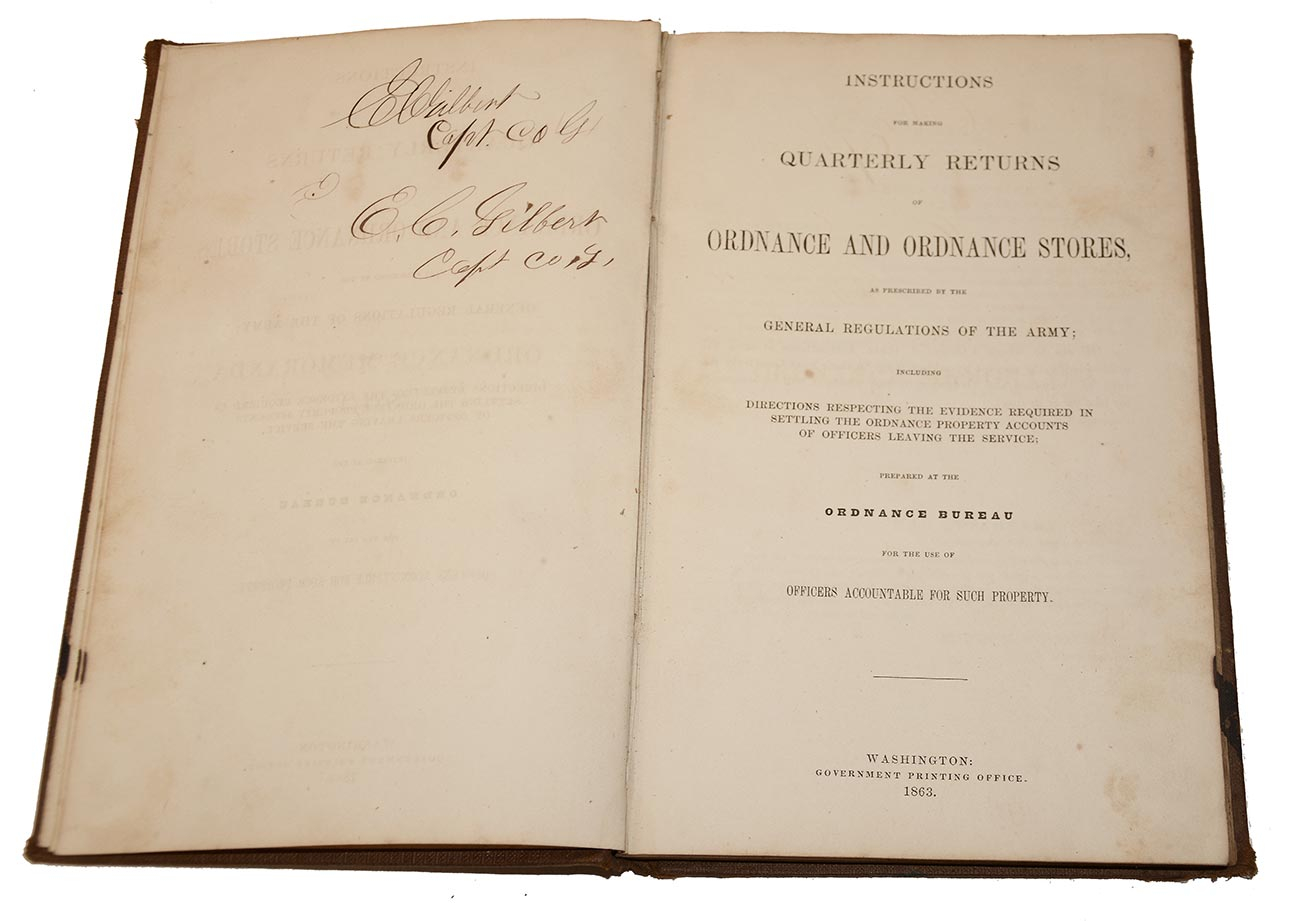 E C Gilbert
Capt. Co G
E. C. Gilbert
Capt Co. G.
INSTRUCTIONS
FOR MAKING
QUARTERLY RETURNS
OF
ORDNANCE AND ORDNANCE STORES,
AS PRESCRIBED BY THE
GENERAL REGULATIONS OF THE ARMY;
INCLUDING
DIRECTIONS RESPECTING THE EVIDENCE REQUIRED IN
SETTLING THE ORDNANCE PROPERTY ACCOUNTS
OF OFFICERS LEAVING THE SERVICE;
PREPARED AT THE
ORDNANCE BUREAU
FOR THE USE OF
OFFICERS ACCOUNTABLE FOR SUCH PROPERTY.
WASHINGTON:
GOVERNMENT PRINTING OFFICE.
1863.